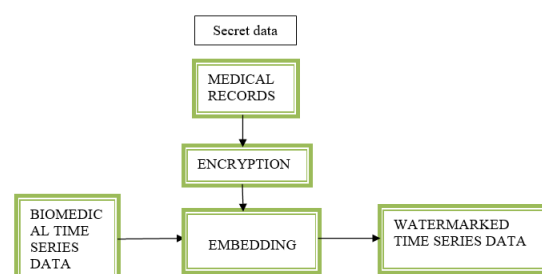 Secret data
MEDICAL
RECORDS
ENCRYPTION
BIOMEDIC
AL TIME
SERIES
DATA
EMBEDDING
WATERMARKED
TIME SERIES DATA